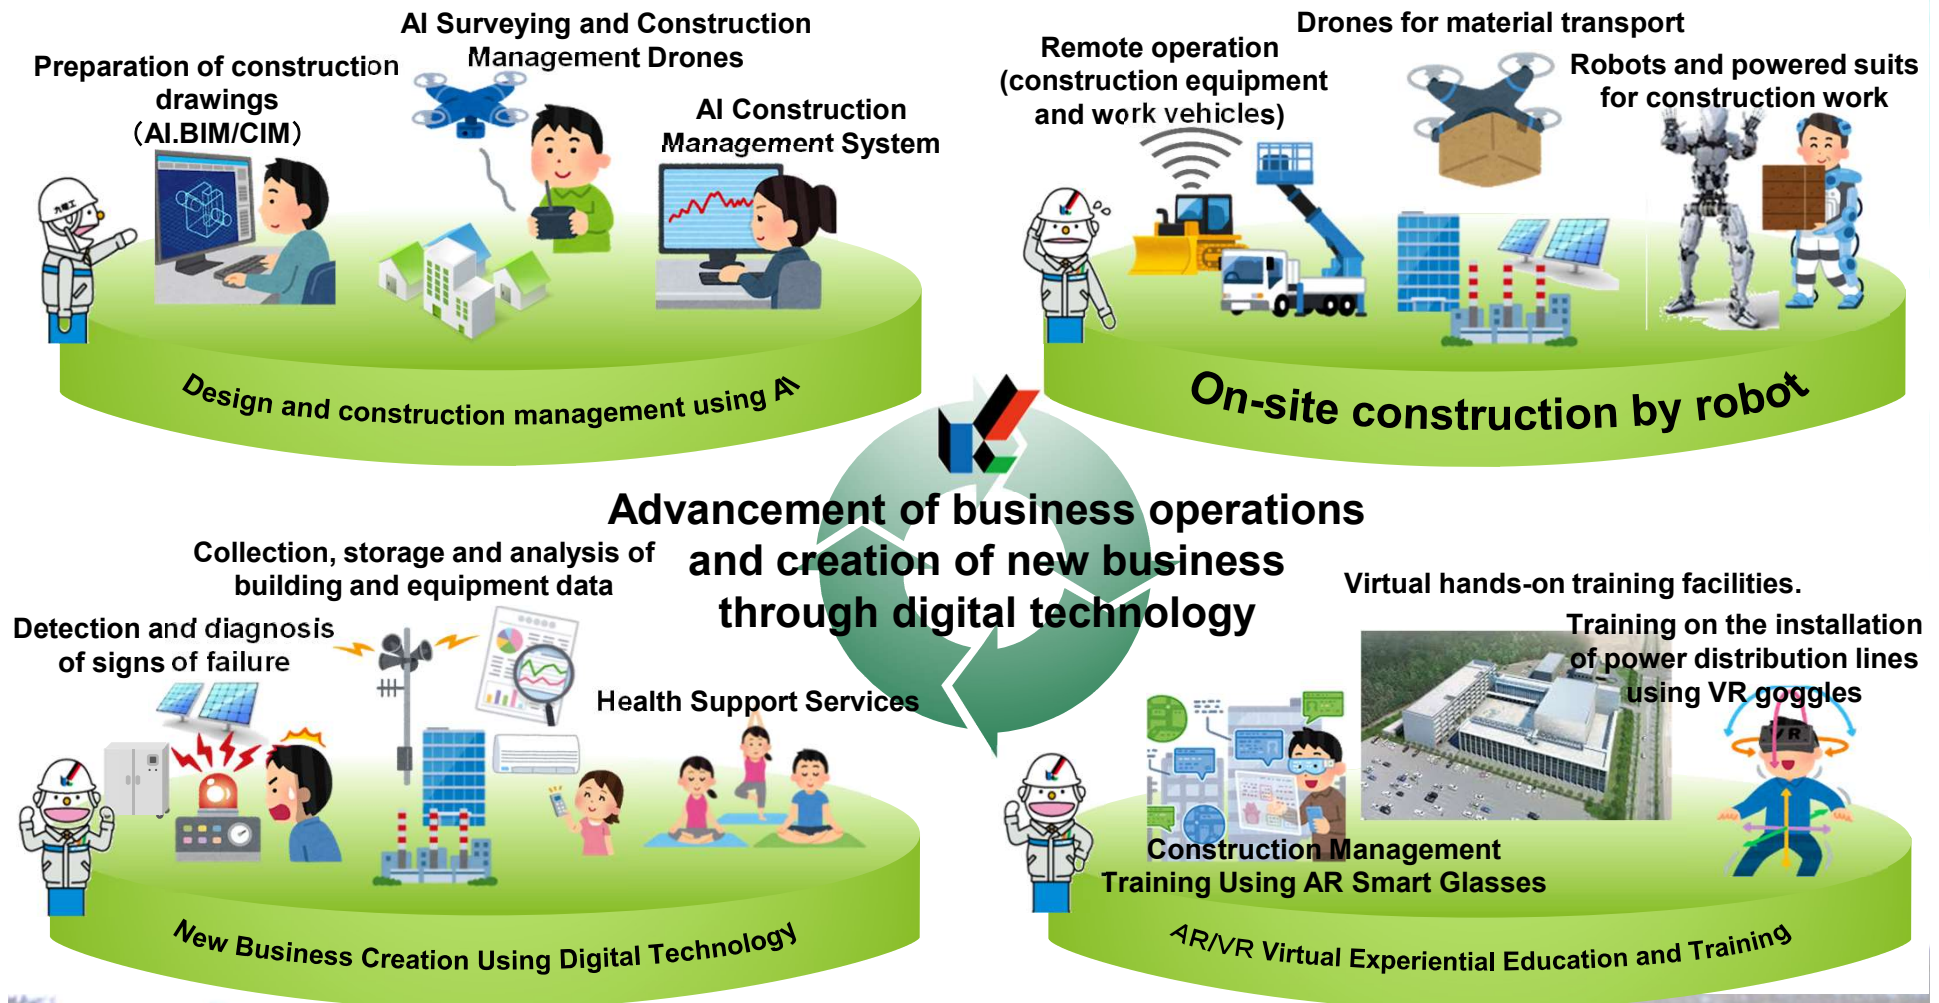 AI Surveying and Construction
Management Drones
Preparation of construction
drawings
（AI.BIM/CIM）
AI Construction
Management System
六電工
Design and construction management using AI
Drones for material transport
Remote operation
(construction equipment
and work vehicles)
Robots and powered suits
for construction work
On-site construction by robot
Advancement of business operations
and creation of new business
through digital technology
Collection, storage and analysis of
building and equipment data
Detection and diagnosis
of signs of failure
Health Support Services
New Business Creation Using Digital Technology
Virtual hands-on training facilities.
Training on the installation
of power distribution lines
using VR goggles
VR
Construction Management
Training Using AR Smart Glasses
AR/VR Virtual Experiential Education and Training